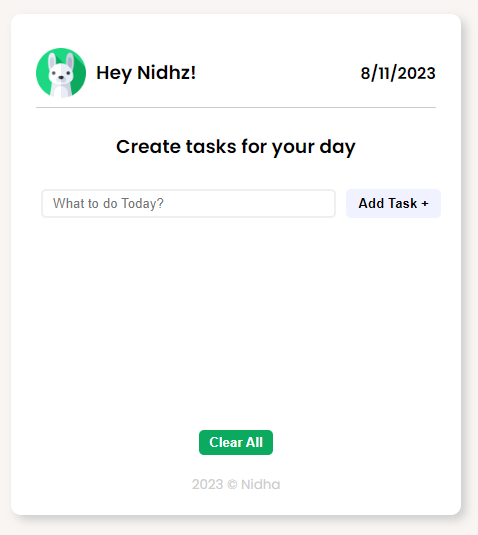 Hey Nidhz!
8/11/2023
Create tasks for your day
What to do Today?
Add Task +
Clear All
2023 © Nidha